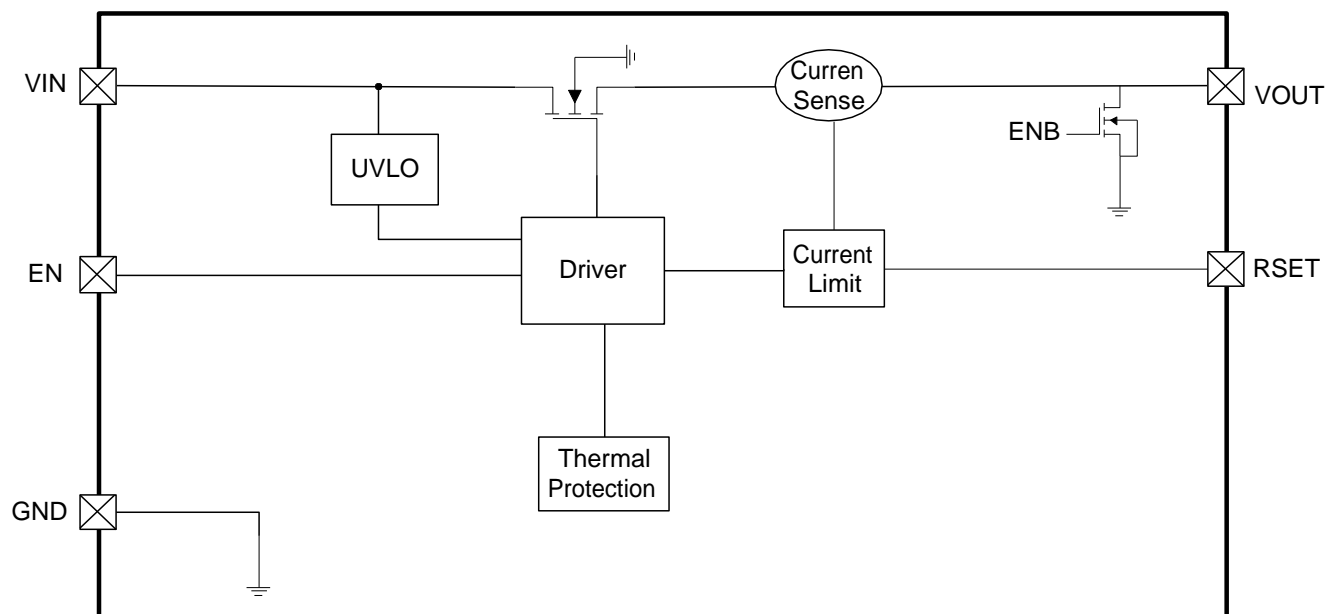 VIN
Curren
Sense
VOUT
ENB
UVLO
EN
Driver
Current
Limit
RSET
Thermal
Protection
GND